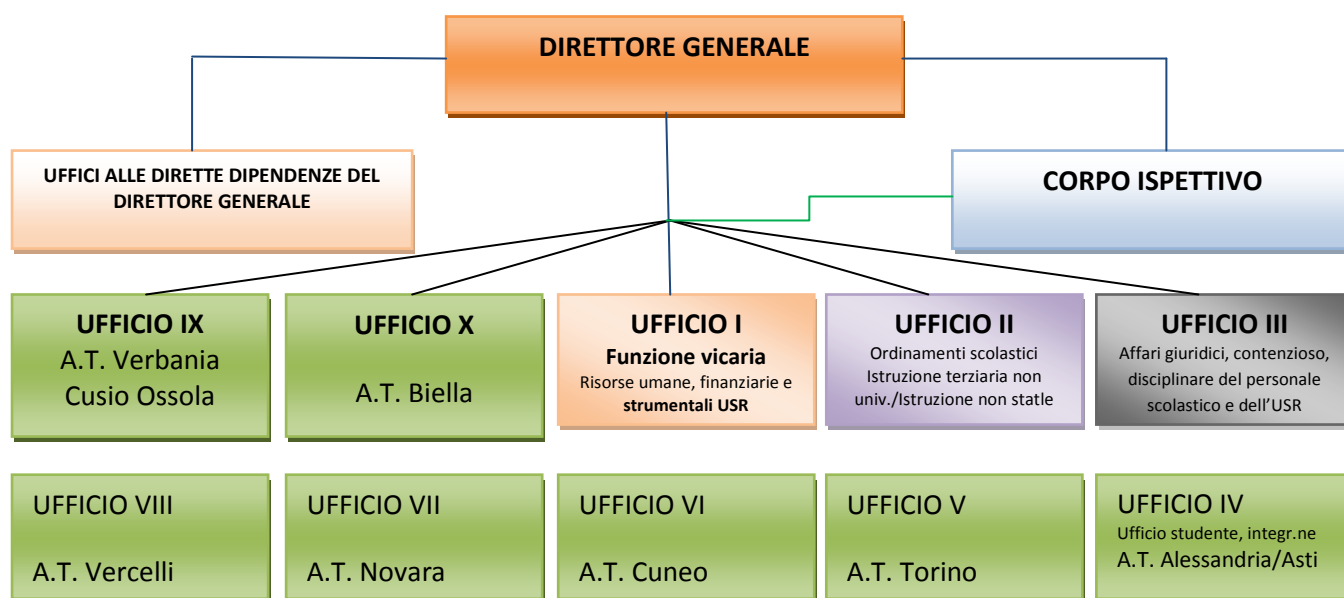 DIRETTORE GENERALE
UFFICI ALLE DIRETTE DIPENDENZE DEL
DIRETTORE GENERALE
CORPO ISPETTIVO
UFFICIO IX
A.T. Verbania
Cusio Ossola
UFFICIO X
A.T. Biella
UFFICIO I
Funzione vicaria
Risorse umane, finanziarie e
strumentali USR
UFFICIO II
Ordinamenti scolastici
Istruzione terziaria non
univ./Istruzione non statle
UFFICIO III
Affari giuridici, contenzioso,
disciplinare del personale
scolastico e dell’USR
UFFICIO VIII
A.T. Vercelli
UFFICIO VII
A.T. Novara
UFFICIO VI
A.T. Cuneo
UFFICIO V
A.T. Torino
UFFICIO IV
Ufficio studente, integr.ne
A.T. Alessandria/Asti